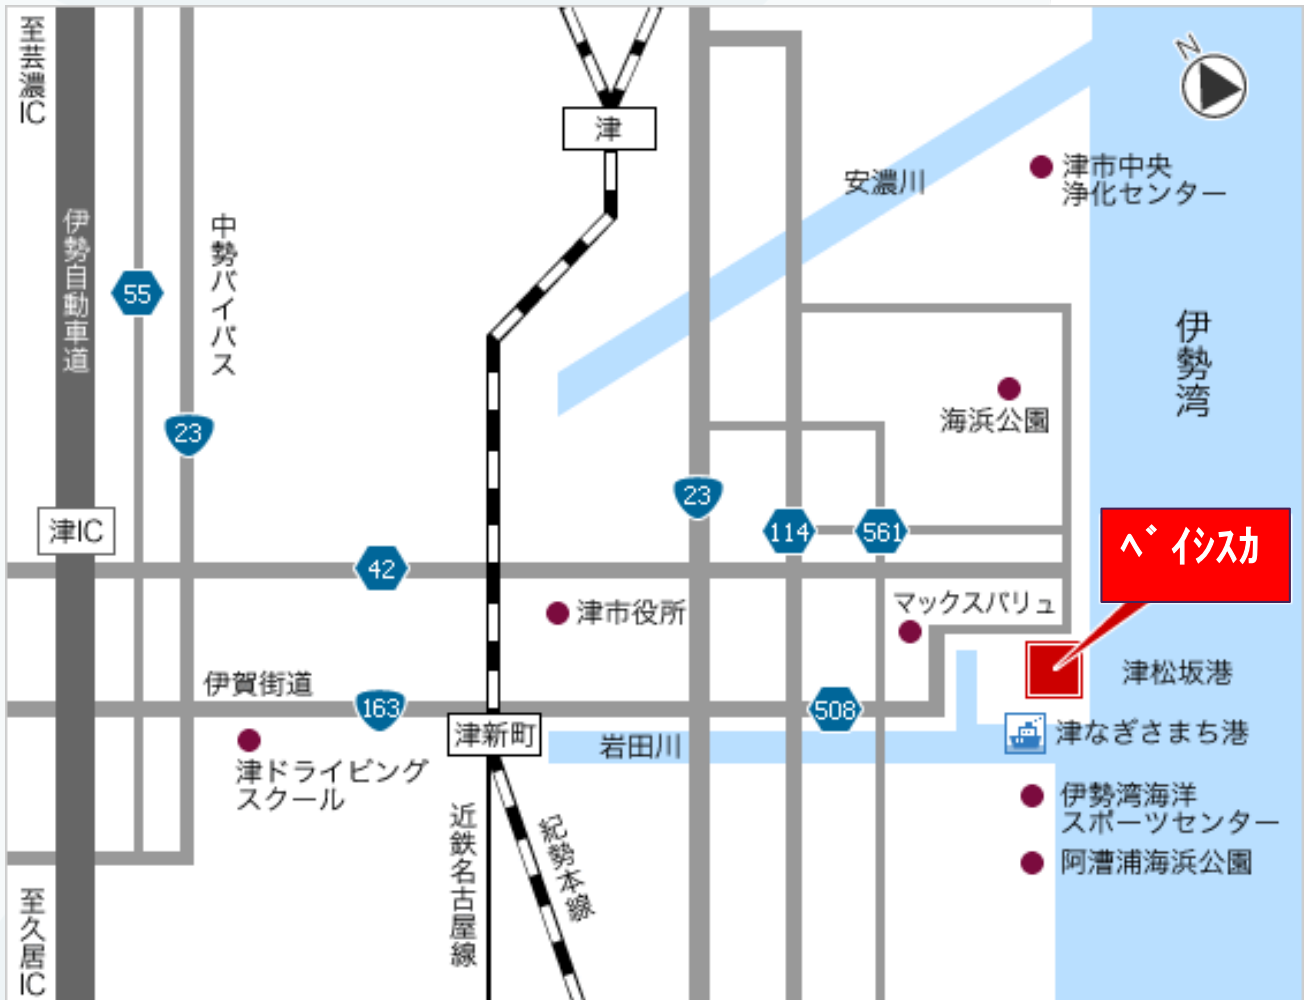 至芸濃IC
N
津
安濃川
津市中央
浄化センター
伊勢自動車道
中勢バイパス
55
伊勢湾
海浜公園
23
23
津IC
114
561
ベイシスカ
42
マックスバリュ
津市役所
津松坂港
伊賀街道
163
508
津新町
岩田川
津なぎさまち港
津ドライビング
スクール
伊勢湾海洋
スポーツセンター
近鉄名古屋線
紀勢本線
阿漕浦海浜公園
至久居IC